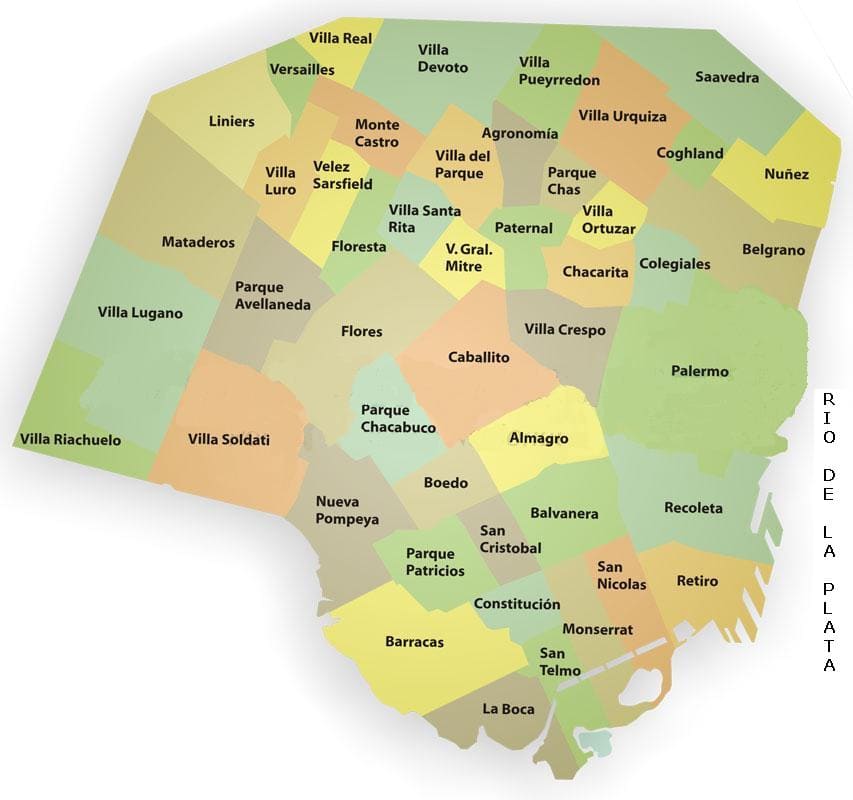 Villa Real
Versailles
Villa
Devoto
Villa
Pueyrredon
Saavedra
Liniers
Monte
Castro
Agronomía
Villa Urquiza
Coghland
Nuñez
Villa
Luro
Velez
Sarsfield
Villa del
Parque
Parque
Chas
Villa Santa
Rita
Paternal
Villa
Ortuzar
Mataderos
Floresta
V. Gral.
Mitre
Chacarita
Colegiales
Belgrano
Villa Lugano
Parque
Avellaneda
Flores
Caballito
Villa Crespo
Palermo
Villa Riachuelo
Villa Soldati
Parque
Chacabuco
Almagro
RIO DE LA PLATA
Nueva
Pompeya
Boedo
Balvanera
Recoleta
San
Cristobal
Parque
Patricios
San
Nicolas
Retiro
Constitución
Monserrat
Barracas
San
Telmo
La Boca